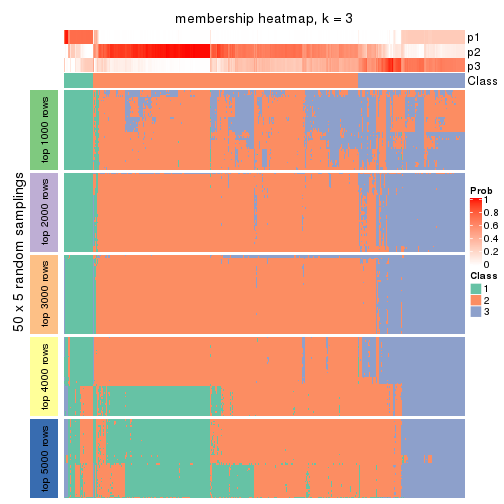 membership heatmap, k = 3
p1
p2
p3
Class
50 x 5 random samplings
top 1000 rows
top 2000 rows
top 3000 rows
top 4000 rows
top 5000 rows
Prob
1
0.8
0.6
0.4
0.2
0
Class
1
2
3